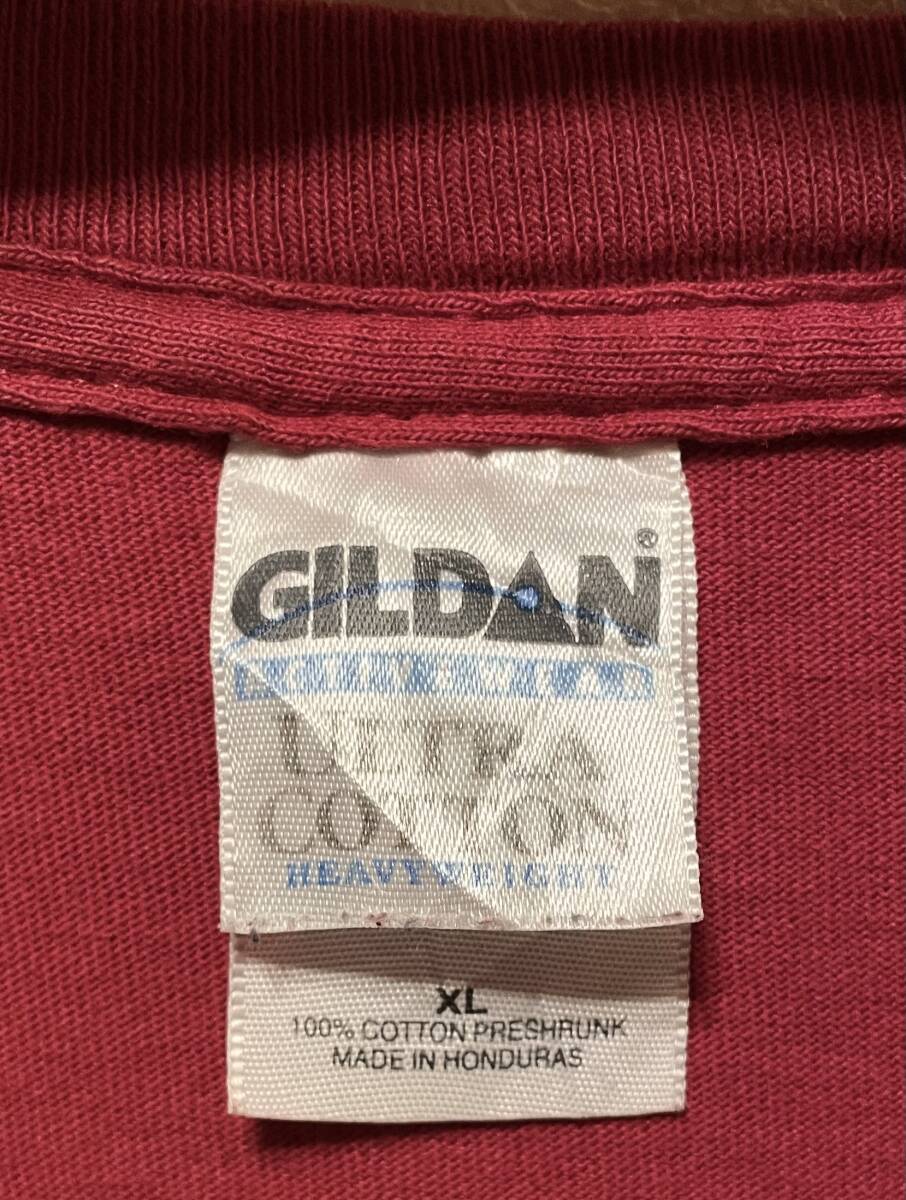 GILDAN®
ULTRA
COTTON
HEAVYWEIGHT
XL
100% COTTON PRESHRUNK
MADE IN HONDURAS